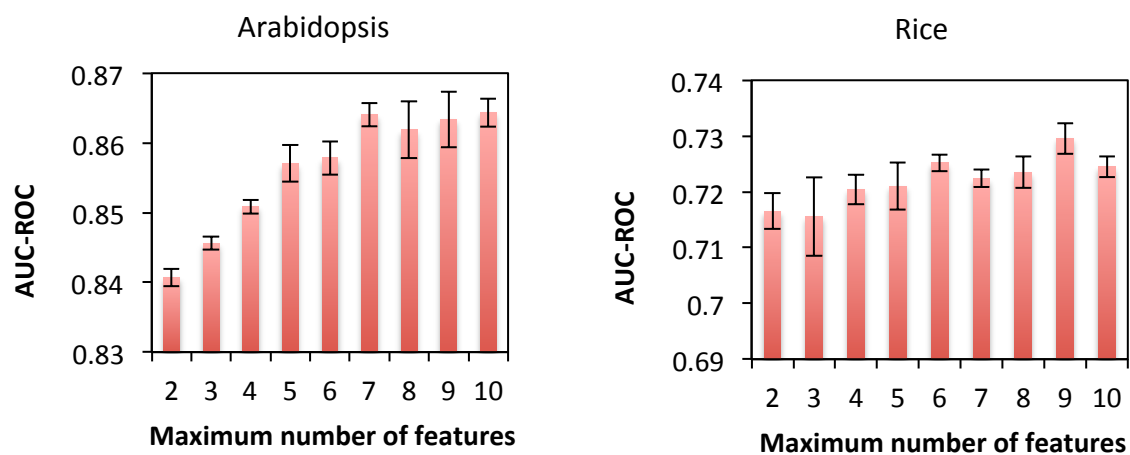 Arabidopsis
AUC-ROC
0.87
0.86
0.85
0.84
0.83
2 3 4 5 6 7 8 9 10
Maximum number of features
Rice
AUC-ROC
0.74
0.73
0.72
0.71
0.7
0.69
2 3 4 5 6 7 8 9 10
Maximum number of features